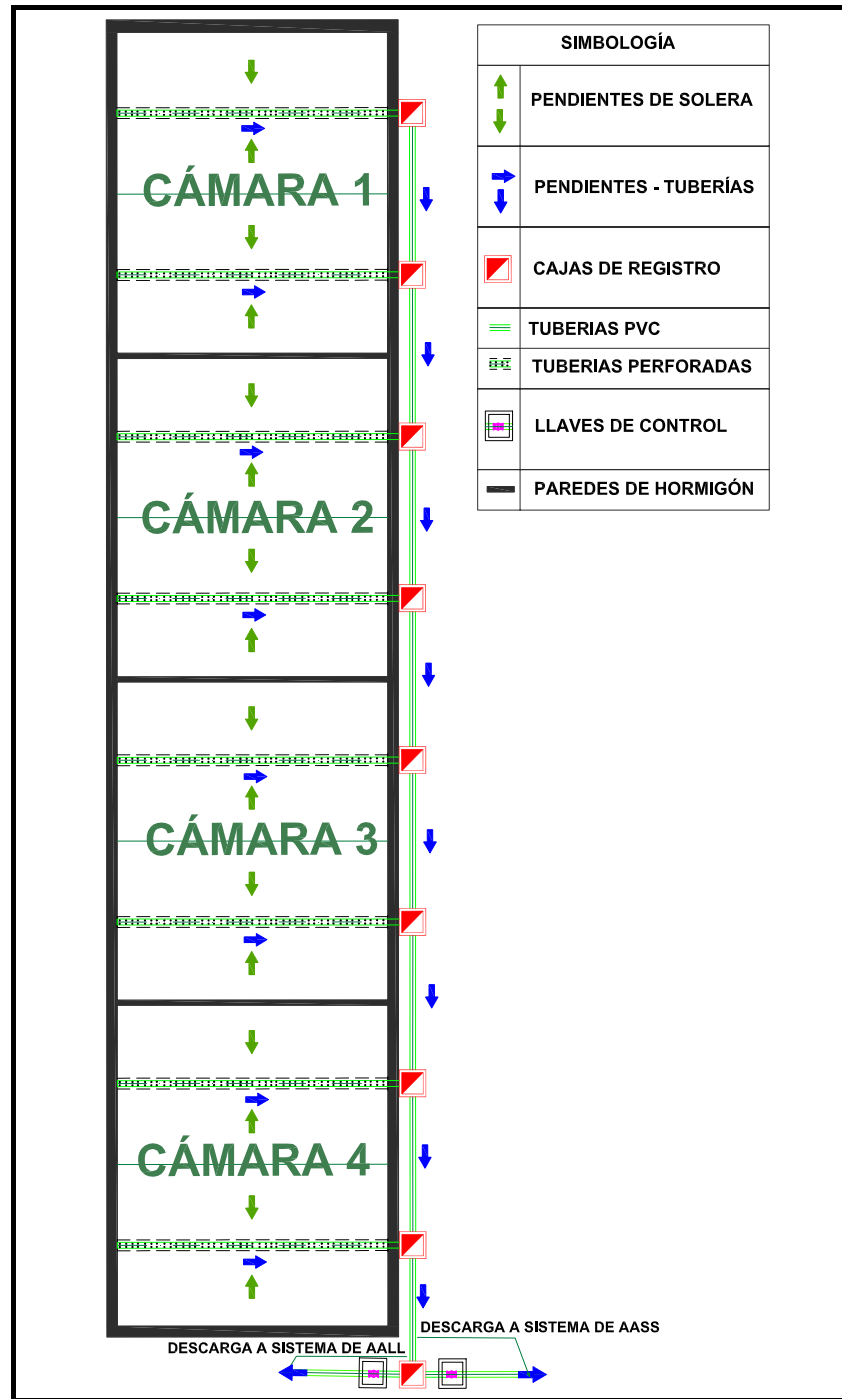 SIMBOLOGÍA
PENDIENTES DE SOLERA
PENDIENTES - TUBERÍAS
CAJAS DE REGISTRO
TUBERIAS PVC
TUBERIAS PERFORADAS
LLAVES DE CONTROL
PAREDES DE HORMIGÓN
CÁMARA 1
CÁMARA 2
CÁMARA 3
CÁMARA 4
DESCARGA A SISTEMA DE AASS
DESCARGA A SISTEMA DE AALL